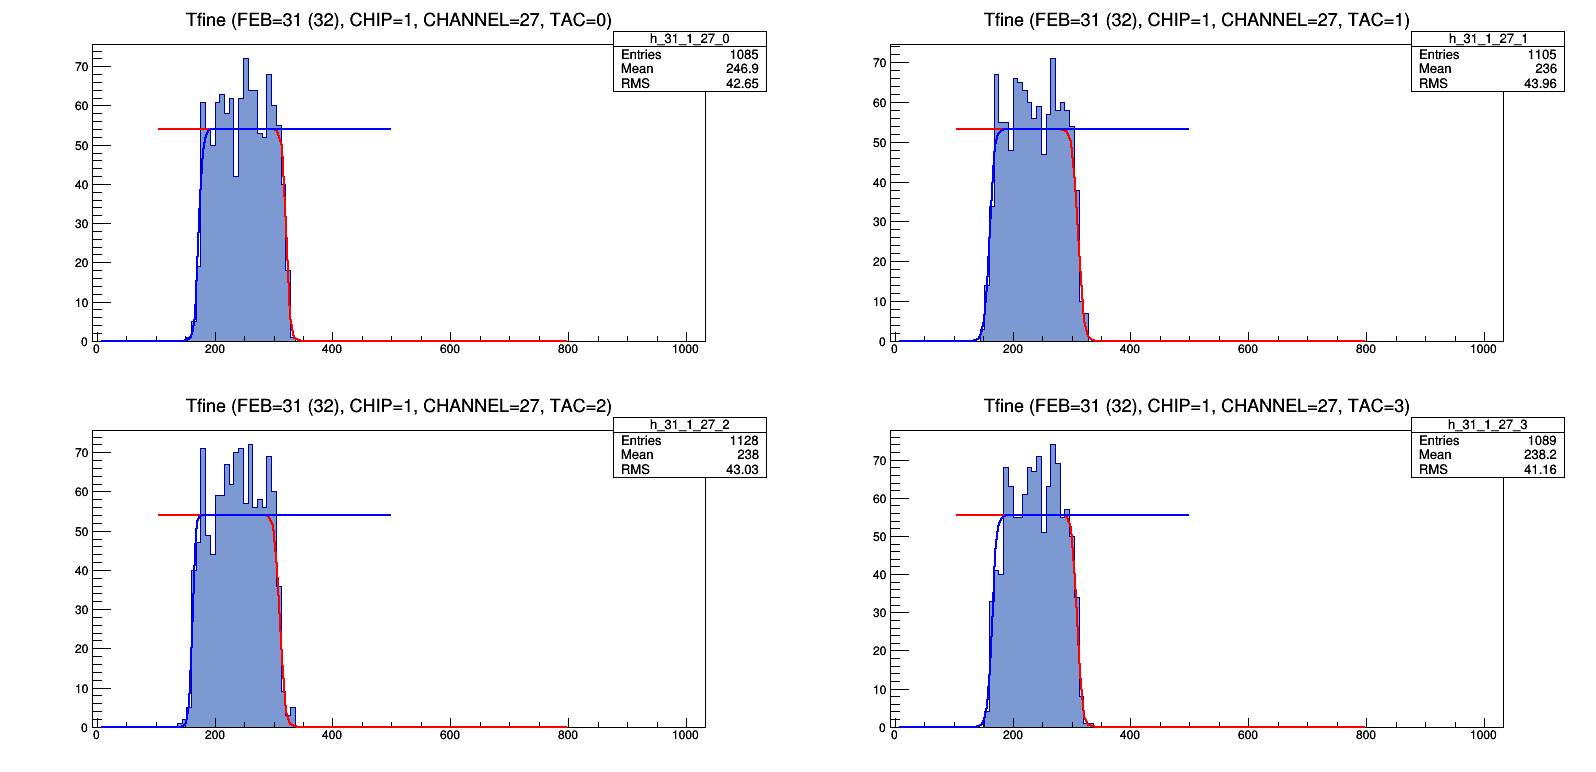 Tfine (FEB=31 (32), CHIP=1, CHANNEL=27, TAC=0)
h_31_1_27_0
Entries 1085
Mean 246.9
RMS 42.65
70
60
50
40
30
20
10
0
0 200 400 600 800 1000
Tfine (FEB=31 (32), CHIP=1, CHANNEL=27, TAC=1)
h_31_1_27_1
Entries 1105
Mean 236
RMS 43.96
70
60
50
40
30
20
10
0
0 200 400 600 800 1000
Tfine (FEB=31 (32), CHIP=1, CHANNEL=27, TAC=2)
h_31_1_27_2
Entries 1128
Mean 238
RMS 43.03
70
60
50
40
30
20
10
0
0 200 400 600 800 1000
Tfine (FEB=31 (32), CHIP=1, CHANNEL=27, TAC=3)
h_31_1_27_3
Entries 1089
Mean 238.2
RMS 41.16
70
60
50
40
30
20
10
0
0 200 400 600 800 1000